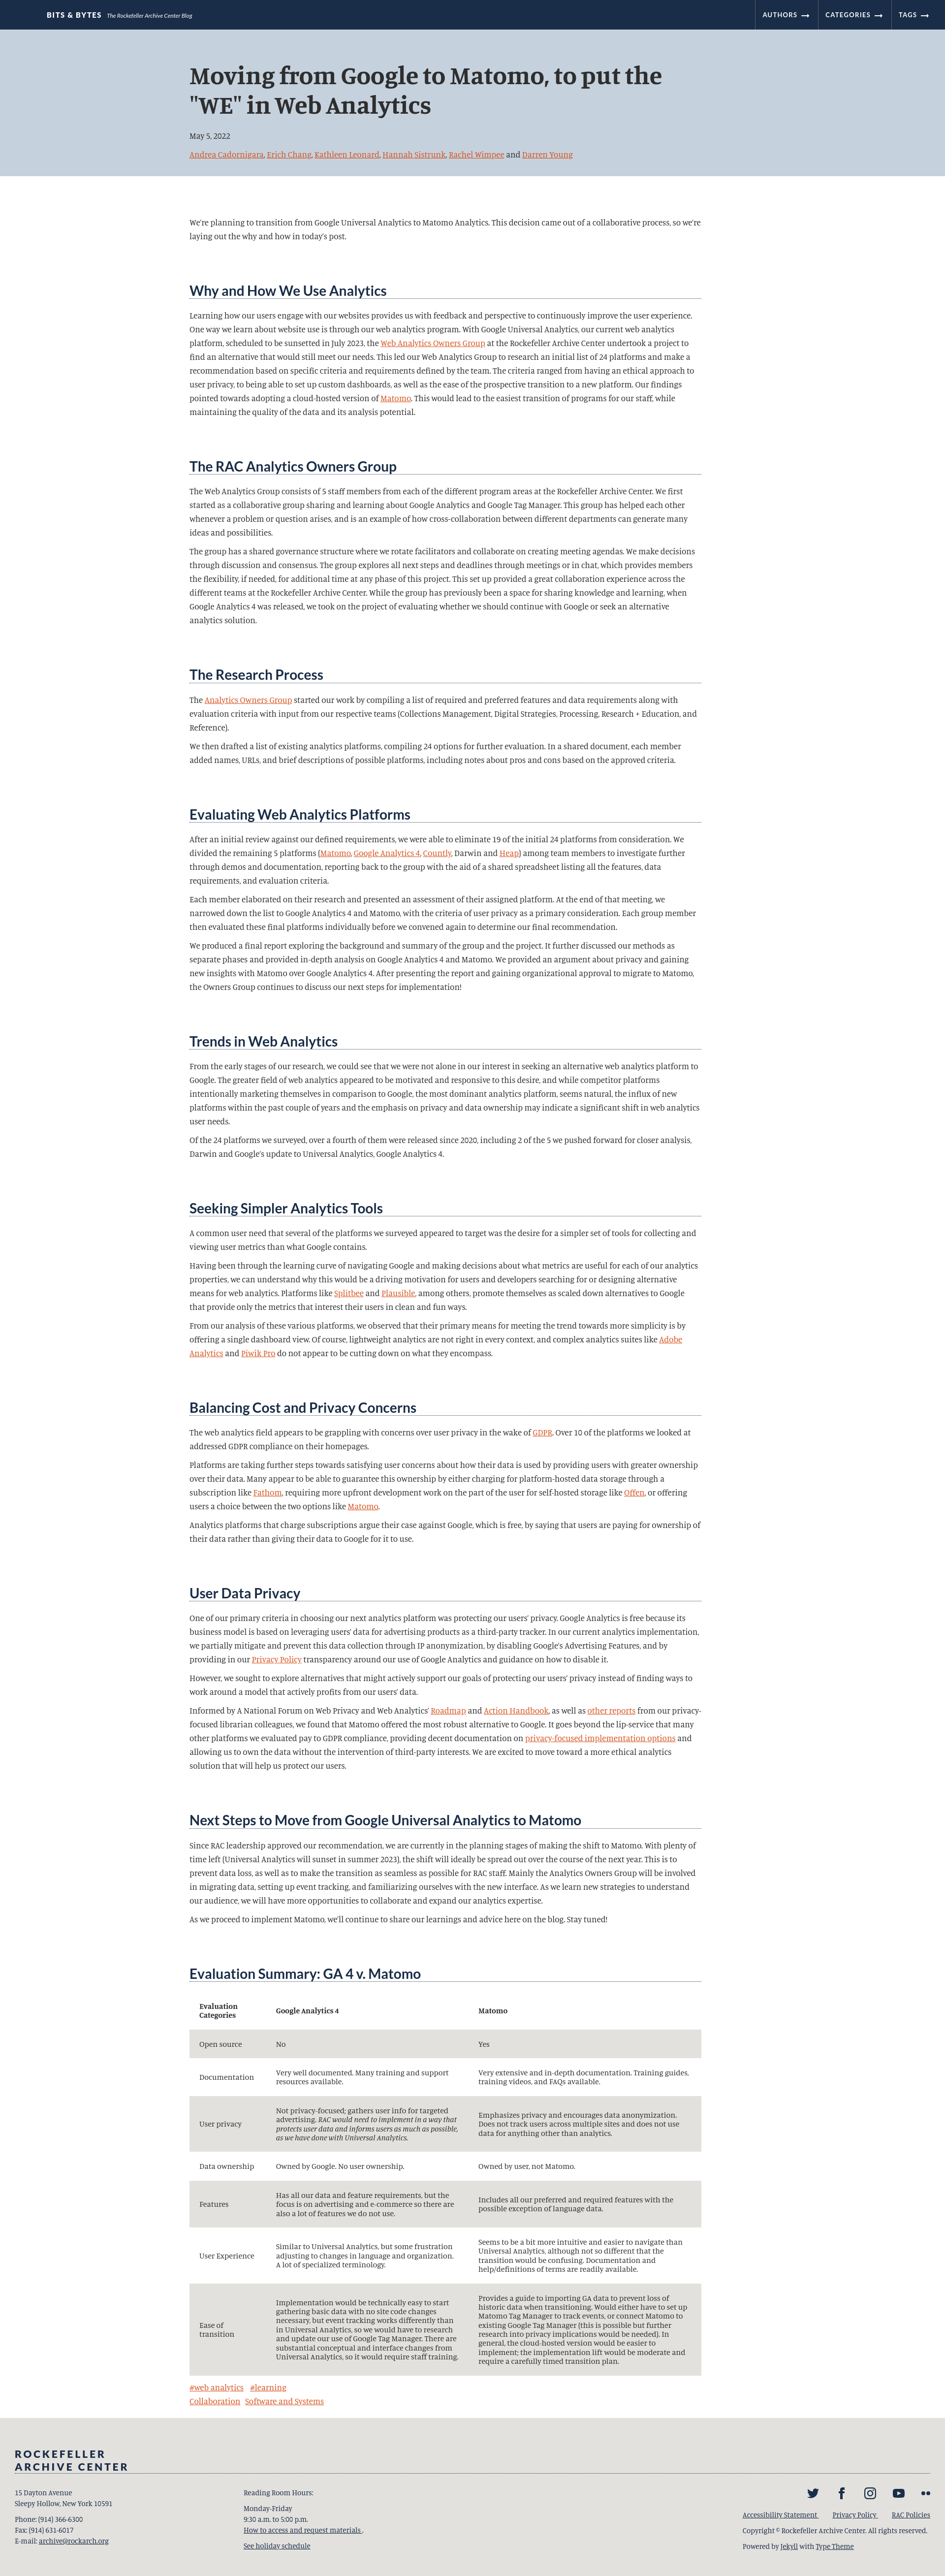 BITS & BYTES The Rockefeller Archive Center Blog
AUTHORS → CATEGORIES → TAGS →
Moving from Google to Matomo, to put the
"WE" in Web Analytics
May 5, 2022
Andrea Cadornigara, Erich Chang, Kathleen Leonard, Hannah Sistrunk, Rachel Wimpee and Darren Young
We're planning to transition from Google Universal Analytics to Matomo Analytics. This decision came out of a collaborative process, so we're
laying out the why and how in today's post.
Why and How We Use Analytics
Learning how our users engage with our websites provides us with feedback and perspective to continuously improve the user experience.
One way we learn about website use is through our web analytics program. With Google Universal Analytics, our current web analytics
platform, scheduled to be sunsetted in July 2023, the Web Analytics Owners Group at the Rockefeller Archive Center undertook a project to
find an alternative that would still meet our needs. This led our Web Analytics Group to research an initial list of 24 platforms and make a
recommendation based on specific criteria and requirements defined by the team. The criteria ranged from having an ethical approach to
user privacy, to being able to set up custom dashboards, as well as the ease of the prospective transition to a new platform. Our findings
pointed towards adopting a cloud-hosted version of Matomo. This would lead to the easiest transition of programs for our staff, while
maintaining the quality of the data and its analysis potential.
The RAC Analytics Owners Group
The Web Analytics Group consists of 5 staff members from each of the different program areas at the Rockefeller Archive Center. We first
started as a collaborative group sharing and learning about Google Analytics and Google Tag Manager. This group has helped each other
whenever a problem or question arises, and is an example of how cross-collaboration between different departments can generate many
ideas and possibilities.
The group has a shared governance structure where we rotate facilitators and collaborate on creating meeting agendas. We make decisions
through discussion and consensus. The group explores all next steps and deadlines through meetings or in chat, which provides members
the flexibility, if needed, for additional time at any phase of this project. This set up provided a great collaboration experience across the
different teams at the Rockefeller Archive Center. While the group has previously been a space for sharing knowledge and learning, when
Google Analytics 4 was released, we took on the project of evaluating whether we should continue with Google or seek an alternative
analytics solution.
The Research Process
The Analytics Owners Group started our work by compiling a list of required and preferred features and data requirements along with
evaluation criteria with input from our respective teams (Collections Management, Digital Strategies, Processing, Research + Education, and
Reference).
We then drafted a list of existing analytics platforms, compiling 24 options for further evaluation. In a shared document, each member
added names, URLs, and brief descriptions of possible platforms, including notes about pros and cons based on the approved criteria.
Evaluating Web Analytics Platforms
After an initial review against our defined requirements, we were able to eliminate 19 of the initial 24 platforms from consideration. We
divided the remaining 5 platforms (Matomo, Google Analytics 4, Countly, Darwin and Heap) among team members to investigate further
through demos and documentation, reporting back to the group with the aid of a shared spreadsheet listing all the features, data
requirements, and evaluation criteria.
Each member elaborated on their research and presented an assessment of their assigned platform. At the end of that meeting, we
narrowed down the list to Google Analytics 4 and Matomo, with the criteria of user privacy as a primary consideration. Each group member
then evaluated these final platforms individually before we convened again to determine our final recommendation.
We produced a final report exploring the background and summary of the group and the project. It further discussed our methods as
separate phases and provided in-depth analysis on Google Analytics 4 and Matomo. We provided an argument about privacy and gaining
new insights with Matomo over Google Analytics 4. After presenting the report and gaining organizational approval to migrate to Matomo,
the Owners Group continues to discuss our next steps for implementation!
Trends in Web Analytics
From the early stages of our research, we could see that we were not alone in our interest in seeking an alternative web analytics platform to
Google. The greater field of web analytics appeared to be motivated and responsive to this desire, and while competitor platforms
intentionally marketing themselves in comparison to Google, the most dominant analytics platform, seems natural, the influx of new
platforms within the past couple of years and the emphasis on privacy and data ownership may indicate a significant shift in web analytics
user needs.
Of the 24 platforms we surveyed, over a fourth of them were released since 2020, including 2 of the 5 we pushed forward for closer analysis,
Darwin and Google's update to Universal Analytics, Google Analytics 4.
Seeking Simpler Analytics Tools
A common user need that several of the platforms we surveyed appeared to target was the desire for a simpler set of tools for collecting and
viewing user metrics than what Google contains.
Having been through the learning curve of navigating Google and making decisions about what metrics are useful for each of our analytics
properties, we can understand why this would be a driving motivation for users and developers searching for or designing alternative
means for web analytics. Platforms like Splitbee and Plausible, among others, promote themselves as scaled down alternatives to Google
that provide only the metrics that interest their users in clean and fun ways.
From our analysis of these various platforms, we observed that their primary means for meeting the trend towards more simplicity is by
offering a single dashboard view. Of course, lightweight analytics are not right in every context, and complex analytics suites like Adobe
Analytics and Piwik Pro do not appear to be cutting down on what they encompass.
Balancing Cost and Privacy Concerns
The web analytics field appears to be grappling with concerns over user privacy in the wake of GDPR. Over 10 of the platforms we looked at
addressed GDPR compliance on their homepages.
Platforms are taking further steps towards satisfying user concerns about how their data is used by providing users with greater ownership
over their data. Many appear to be able to guarantee this ownership by either charging for platform-hosted data storage through a
subscription like Fathom, requiring more upfront development work on the part of the user for self-hosted storage like Offen, or offering
users a choice between the two options like Matomo.
Analytics platforms that charge subscriptions argue their case against Google, which is free, by saying that users are paying for ownership of
their data rather than giving their data to Google for it to use.
User Data Privacy
One of our primary criteria in choosing our next analytics platform was protecting our users' privacy. Google Analytics is free because its
business model is based on leveraging users' data for advertising products as a third-party tracker. In our current analytics implementation,
we partially mitigate and prevent this data collection through IP anonymization, by disabling Google's Advertising Features, and by
providing in our Privacy Policy transparency around our use of Google Analytics and guidance on how to disable it.
However, we sought to explore alternatives that might actively support our goals of protecting our users' privacy instead of finding ways to
work around a model that actively profits from our users' data.
Informed by A National Forum on Web Privacy and Web Analytics' Roadmap and Action Handbook, as well as other reports from our privacy-
focused librarian colleagues, we found that Matomo offered the most robust alternative to Google. It goes beyond the lip-service that many
other platforms we evaluated pay to GDPR compliance, providing decent documentation on privacy-focused implementation options and
allowing us to own the data without the intervention of third-party interests. We are excited to move toward a more ethical analytics
solution that will help us protect our users.
Next Steps to Move from Google Universal Analytics to Matomo
Since RAC leadership approved our recommendation, we are currently in the planning stages of making the shift to Matomo. With plenty of
time left (Universal Analytics will sunset in summer 2023), the shift will ideally be spread out over the course of the next year. This is to
prevent data loss, as well as to make the transition as seamless as possible for RAC staff. Mainly the Analytics Owners Group will be involved
in migrating data, setting up event tracking, and familiarizing ourselves with the new interface. As we learn new strategies to understand
our audience, we will have more opportunities to collaborate and expand our analytics expertise.
As we proceed to implement Matomo, we'll continue to share our learnings and advice here on the blog. Stay tuned!
Evaluation Summary: GA 4 v. Matomo
Evaluation
Categories
Google Analytics 4
Matomo
Open source
No
Yes
Documentation
Very well documented. Many training and support
resources available.
Very extensive and in-depth documentation. Training guides,
training videos, and FAQs available.
User privacy
Not privacy-focused; gathers user info for targeted
advertising. RAC would need to implement in a way that
protects user data and informs users as much as possible,
as we have done with Universal Analytics.
Emphasizes privacy and encourages data anonymization.
Does not track users across multiple sites and does not use
data for anything other than analytics.
Data ownership
Owned by Google. No user ownership.
Owned by user, not Matomo.
Features
Has all our data and feature requirements, but the
focus is on advertising and e-commerce so there are
also a lot of features we do not use.
Includes all our preferred and required features with the
possible exception of language data.
User Experience
Similar to Universal Analytics, but some frustration
adjusting to changes in language and organization.
A lot of specialized terminology.
Seems to be a bit more intuitive and easier to navigate than
Universal Analytics, although not so different that the
transition would be confusing. Documentation and
help/definitions of terms are readily available.
Ease of
transition
Implementation would be technically easy to start
gathering basic data with no site code changes
necessary, but event tracking works differently than
in Universal Analytics, so we would have to research
and update our use of Google Tag Manager. There are
substantial conceptual and interface changes from
Universal Analytics, so it would require staff training.
Provides a guide to importing GA data to prevent loss of
historic data when transitioning. Would either have to set up
Matomo Tag Manager to track events, or connect Matomo to
existing Google Tag Manager (this is possible but further
research into privacy implications would be needed). In
general, the cloud-hosted version would be easier to
implement; the implementation lift would be moderate and
require a carefully timed transition plan.
#web analytics #learning
Collaboration Software and Systems
ROCKEFELLER
ARCHIVE CENTER
15 Dayton Avenue
Sleepy Hollow, New York 10591
Phone: (914) 366-6300
Fax: (914) 631-6017
E-mail: archive@rockarch.org
Reading Room Hours:
Monday-Friday
9:30 a.m. to 5:00 p.m.
How to access and request materials.
See holiday schedule
Accessibility Statement Privacy Policy RAC Policies
Copyright © Rockefeller Archive Center. All rights reserved.
Powered by Jekyll with Type Theme